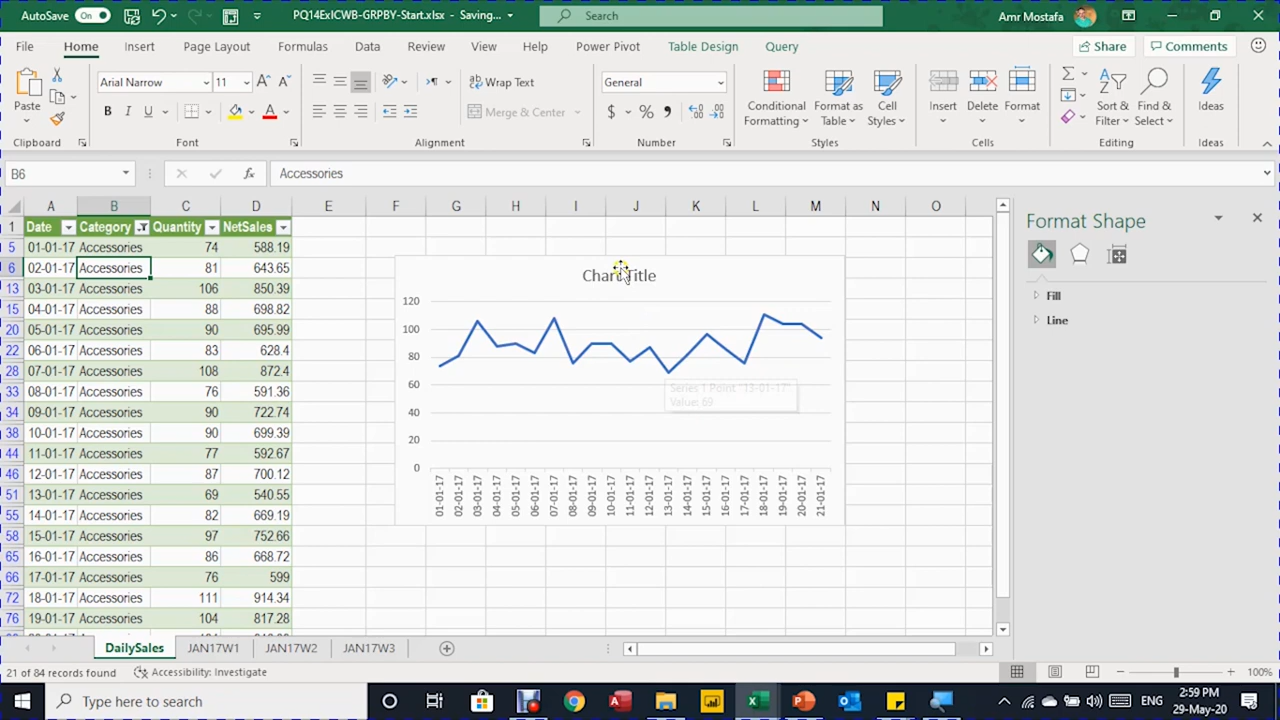 AutoSave On PQ14ExICWB-GRPBY-Start.xlsx - Saving... Search Amr Mostafa
File Home Insert Page Layout Formulas Data Review View Help Power Pivot Table Design Query Share Comments
Arial Narrow 11 Wrap Text General
Paste B I U Merge & Center $ % Conditional Formatting Format as Table Cell Styles Insert Delete Format Sort & Filter Find & Select Ideas
Clipboard Font Alignment Number Styles Cells Editing Ideas
B6 fx Accessories
A B C D E F G H I J K L M N O
Format Shape
Fill
Line
1 Date Category Quantity NetSales
5 01-01-17 Accessories 74 588.19
6 02-01-17 Accessories 81 643.65
13 03-01-17 Accessories 106 850.39
15 04-01-17 Accessories 88 698.82
20 05-01-17 Accessories 90 695.99
22 06-01-17 Accessories 83 628.4
28 07-01-17 Accessories 108 872.4
33 08-01-17 Accessories 76 591.36
34 09-01-17 Accessories 90 722.74
38 10-01-17 Accessories 90 699.39
44 11-01-17 Accessories 77 592.67
46 12-01-17 Accessories 87 700.12
51 13-01-17 Accessories 69 540.55
55 14-01-17 Accessories 82 669.19
58 15-01-17 Accessories 97 752.66
65 16-01-17 Accessories 86 668.72
66 17-01-17 Accessories 76 599
72 18-01-17 Accessories 111 914.34
76 19-01-17 Accessories 104 817.28
Chart Title
120
100
80
60
40
20
0
Series 1 Point "13-01-17"
Value: 69
01-01-17 02-01-17 03-01-17 04-01-17 05-01-17 06-01-17 07-01-17 08-01-17 09-01-17 10-01-17 11-01-17 12-01-17 13-01-17 14-01-17 15-01-17 16-01-17 17-01-17 18-01-17 19-01-17 20-01-17 21-01-17
DailySales JAN17W1 JAN17W2 JAN17W3
21 of 84 records found Accessibility: Investigate 100%
Type here to search ENG 2:59 PM
29-May-20